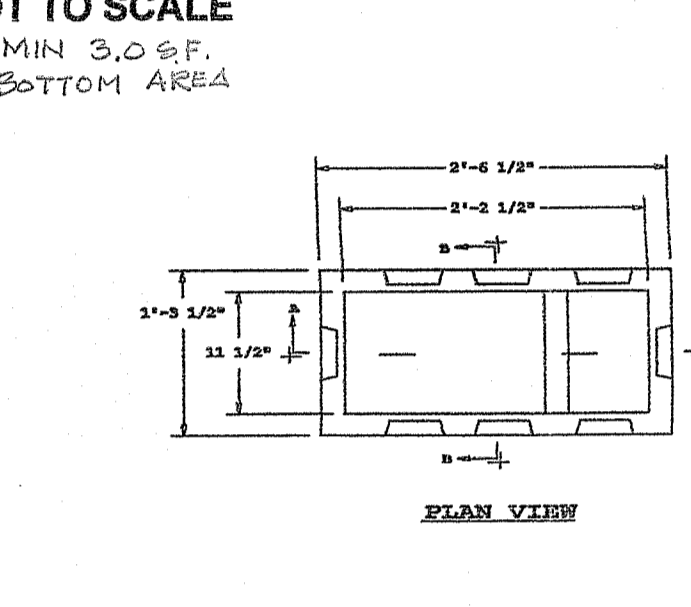 TO SCALE
MIN 3.0 S.F.
BOTTOM AREA
2'-6 1/2"
2'-2 1/2"
B
1'-3 1/2"
A
11 1/2"
B
PLAN VIEW